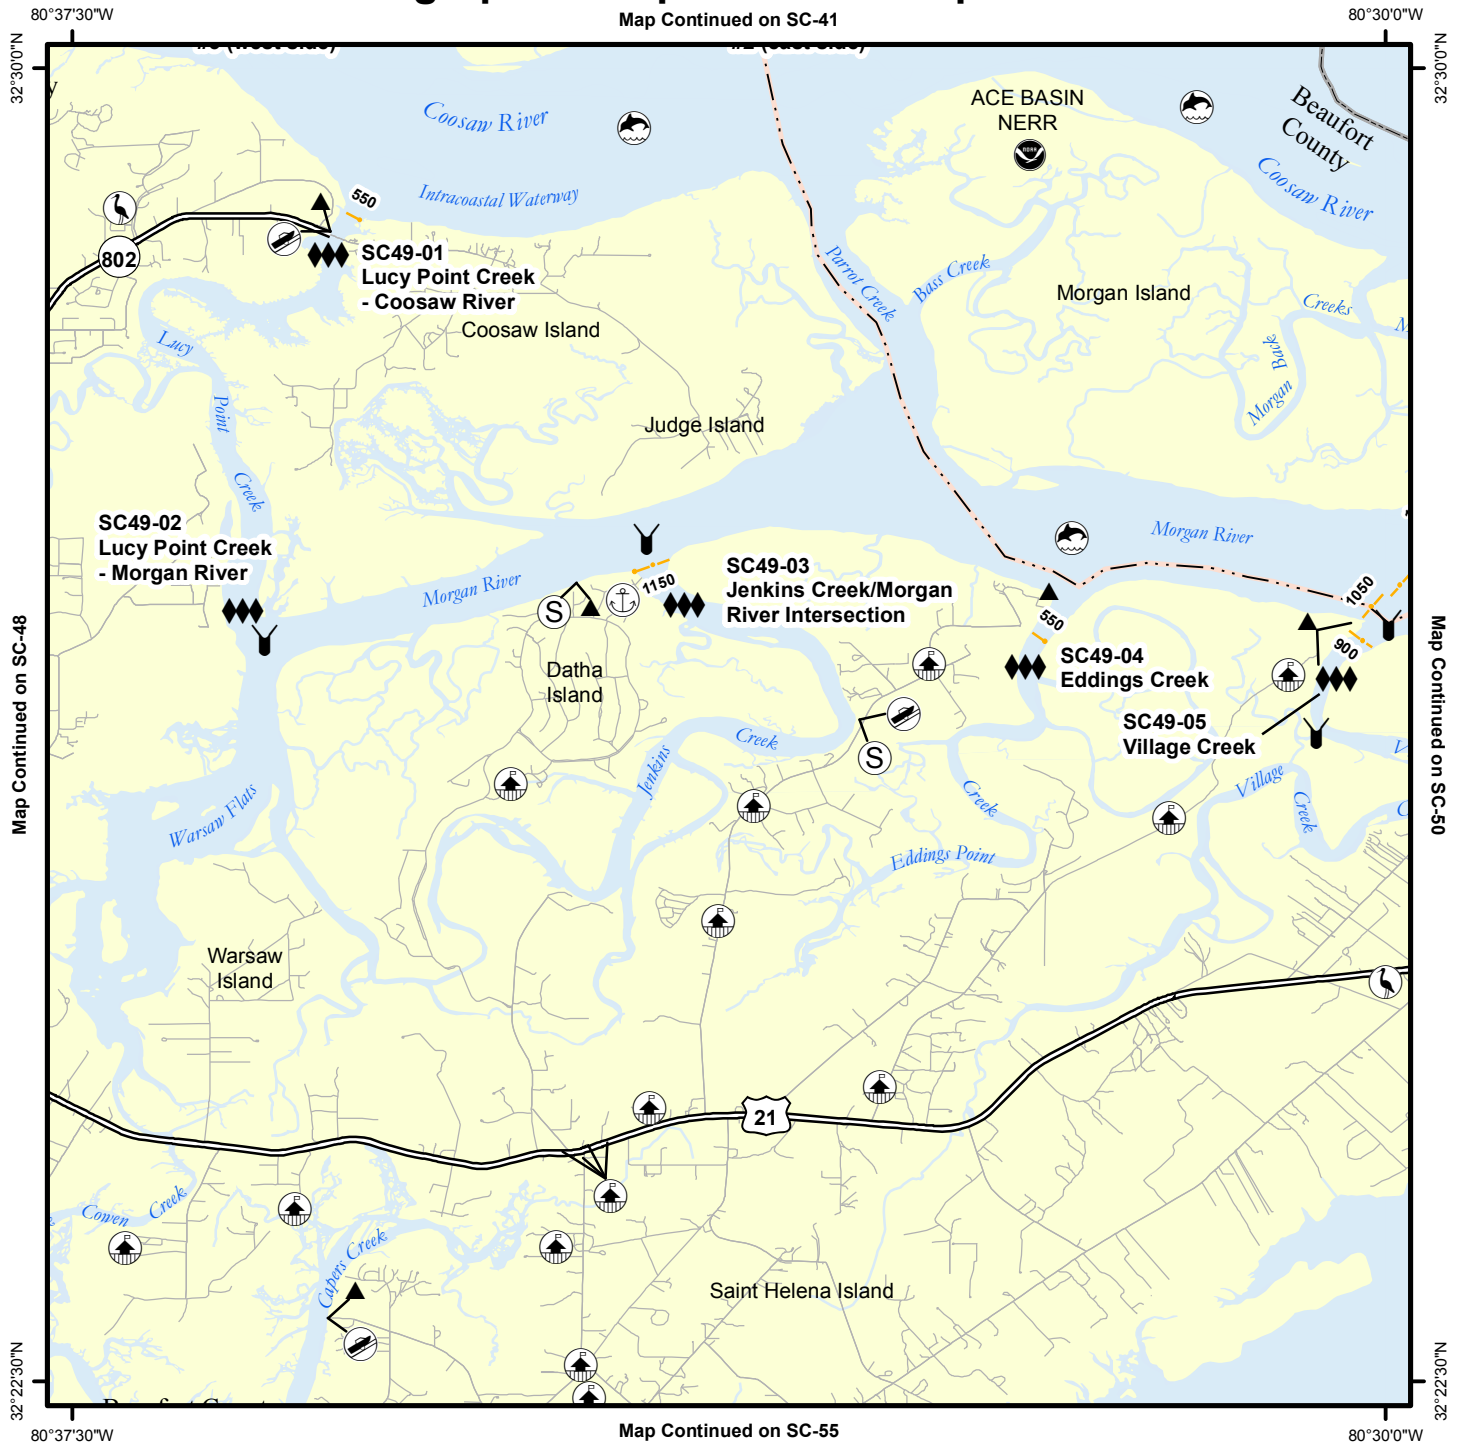 80°37'30"W
Map Continued on SC-41
80°30'0"W
32°30'0"N
32°30'0"N
#2 (east side)
Coosaw River
ACE BASIN
NERR
Beaufort
County
Coosaw River
Intracoastal Waterway
550
802
SC49-01
Lucy Point Creek
- Coosaw River
Parrot Creek
Bass Creek
Morgan Island
Creeks
Coosaw Island
Lucy
Back
Morgan
Point
Judge Island
Creek
SC49-02
Lucy Point Creek
- Morgan River
Morgan River
Morgan River
1150
SC49-03
Jenkins Creek/Morgan
River Intersection
S
1050
550
900
SC49-04
Eddings Creek
Datha
Island
SC49-05
Village Creek
Map Continued on SC-48
Map Continued on SC-50
Jenkins
Creek
S
Warsaw Flats
Creek
Village
Creek
Eddings Point
Warsaw
Island
21
Cowen Creek
Capers Creek
Saint Helena Island
32°22'30"N
32°22'30"N
80°37'30"W
Map Continued on SC-55
80°30'0"W